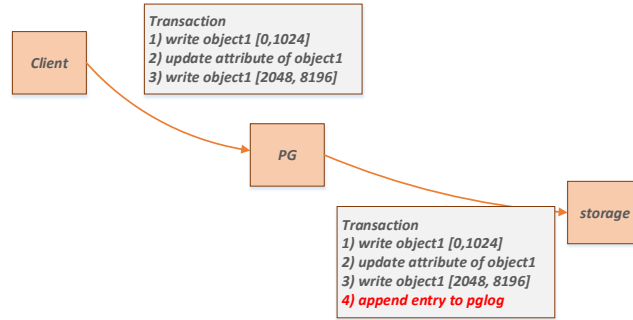 Transaction
1) write object1 [0,1024]
2) update attribute of object1
3) write object1 [2048, 8196]
Client
PG
storage
Transaction
1) write object1 [0,1024]
2) update attribute of object1
3) write object1 [2048, 8196]
4) append entry to pglog